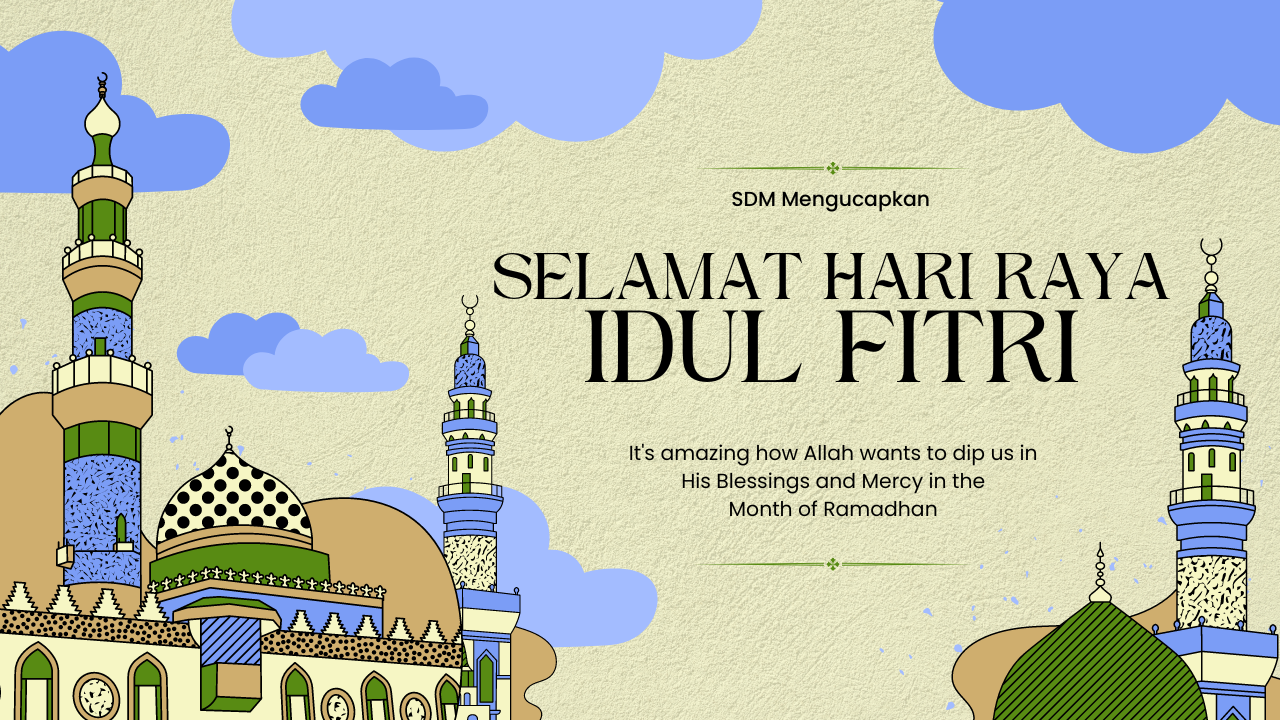 SDM Mengucapkan
SELAMAT HARI RAYA
IDUL FITRI
It's amazing how Allah wants to dip us in
His Blessings and Mercy in the
Month of Ramadhan